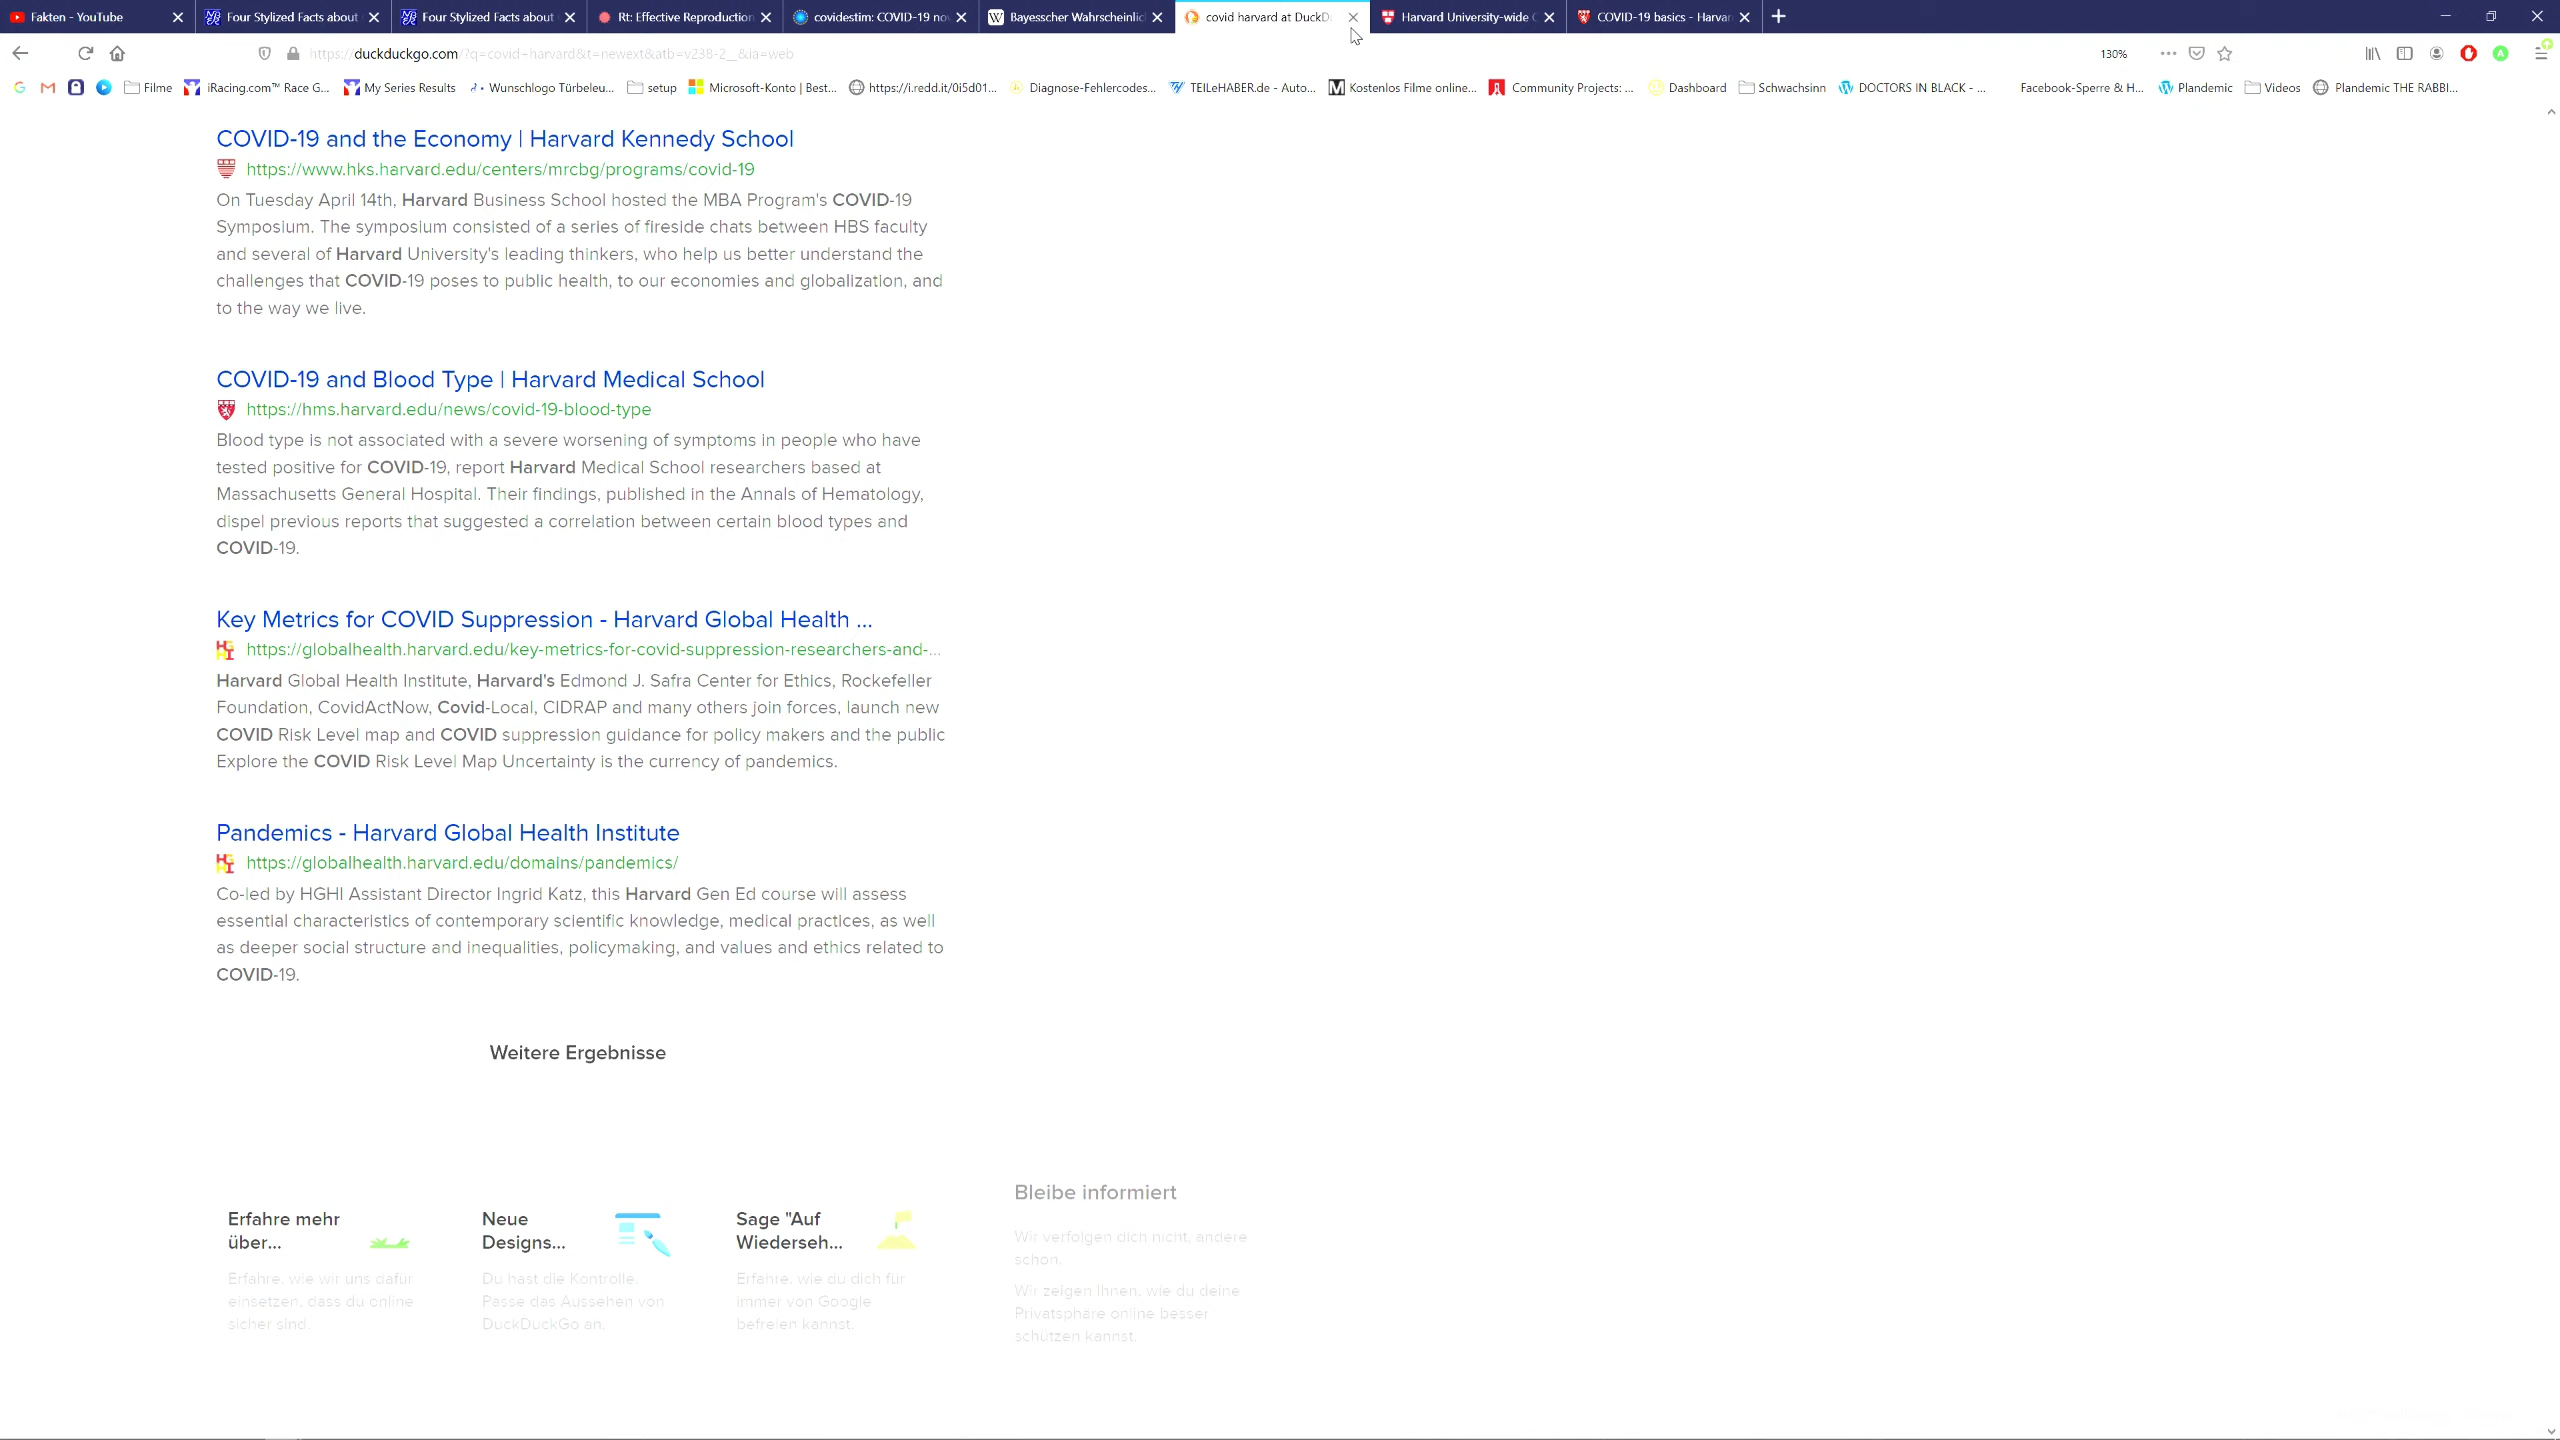 Fakten - YouTube
Four Stylized Facts about
Four Stylized Facts about
Rt: Effective Reproduction
covidestim: COVID-19 no
Bayesscher Wahrscheinlic
covid harvard at DuckD
Harvard University-wide
COVID-19 basics - Harvar
https://duckduckgo.com/?q=covid+harvard&t=newext&atb=v238-2__&ia=web
130%
Filme
iRacing.com™ Race G...
My Series Results
Wunschlogo Türbeleu...
setup
Microsoft-Konto | Best...
https://i.redd.it/0i5d01...
Diagnose-Fehlercodes...
TEILeHABER.de - Auto...
Kostenlos Filme online...
Community Projects: ...
Dashboard
Schwachsinn
DOCTORS IN BLACK - ...
Facebook-Sperre & H...
Plandemic
Videos
Plandemic THE RABBI...
COVID-19 and the Economy | Harvard Kennedy School
https://www.hks.harvard.edu/centers/mrcbg/programs/covid-19
On Tuesday April 14th, Harvard Business School hosted the MBA Program's COVID-19
Symposium. The symposium consisted of a series of fireside chats between HBS faculty
and several of Harvard University's leading thinkers, who help us better understand the
challenges that COVID-19 poses to public health, to our economies and globalization, and
to the way we live.
COVID-19 and Blood Type | Harvard Medical School
https://hms.harvard.edu/news/covid-19-blood-type
Blood type is not associated with a severe worsening of symptoms in people who have
tested positive for COVID-19, report Harvard Medical School researchers based at
Massachusetts General Hospital. Their findings, published in the Annals of Hematology,
dispel previous reports that suggested a correlation between certain blood types and
COVID-19.
Key Metrics for COVID Suppression - Harvard Global Health ...
https://globalhealth.harvard.edu/key-metrics-for-covid-suppression-researchers-and-...
Harvard Global Health Institute, Harvard's Edmond J. Safra Center for Ethics, Rockefeller
Foundation, CovidActNow, Covid-Local, CIDRAP and many others join forces, launch new
COVID Risk Level map and COVID suppression guidance for policy makers and the public
Explore the COVID Risk Level Map Uncertainty is the currency of pandemics.
Pandemics - Harvard Global Health Institute
https://globalhealth.harvard.edu/domains/pandemics/
Co-led by HGHI Assistant Director Ingrid Katz, this Harvard Gen Ed course will assess
essential characteristics of contemporary scientific knowledge, medical practices, as well
as deeper social structure and inequalities, policymaking, and values and ethics related to
COVID-19.
Weitere Ergebnisse
Erfahre mehr
über...
Erfahre, wie wir uns dafür
einsetzen, dass du online
sicher sind.
Neue
Designs...
Du hast die Kontrolle.
Passe das Aussehen von
DuckDuckGo an.
Sage "Auf
Wiederseh...
Erfahre, wie du dich für
immer von Google
befreien kannst.
Bleibe informiert
Wir verfolgen dich nicht, andere
schon.
Wir zeigen Ihnen, wie du deine
Privatsphäre online besser
schützen kannst.